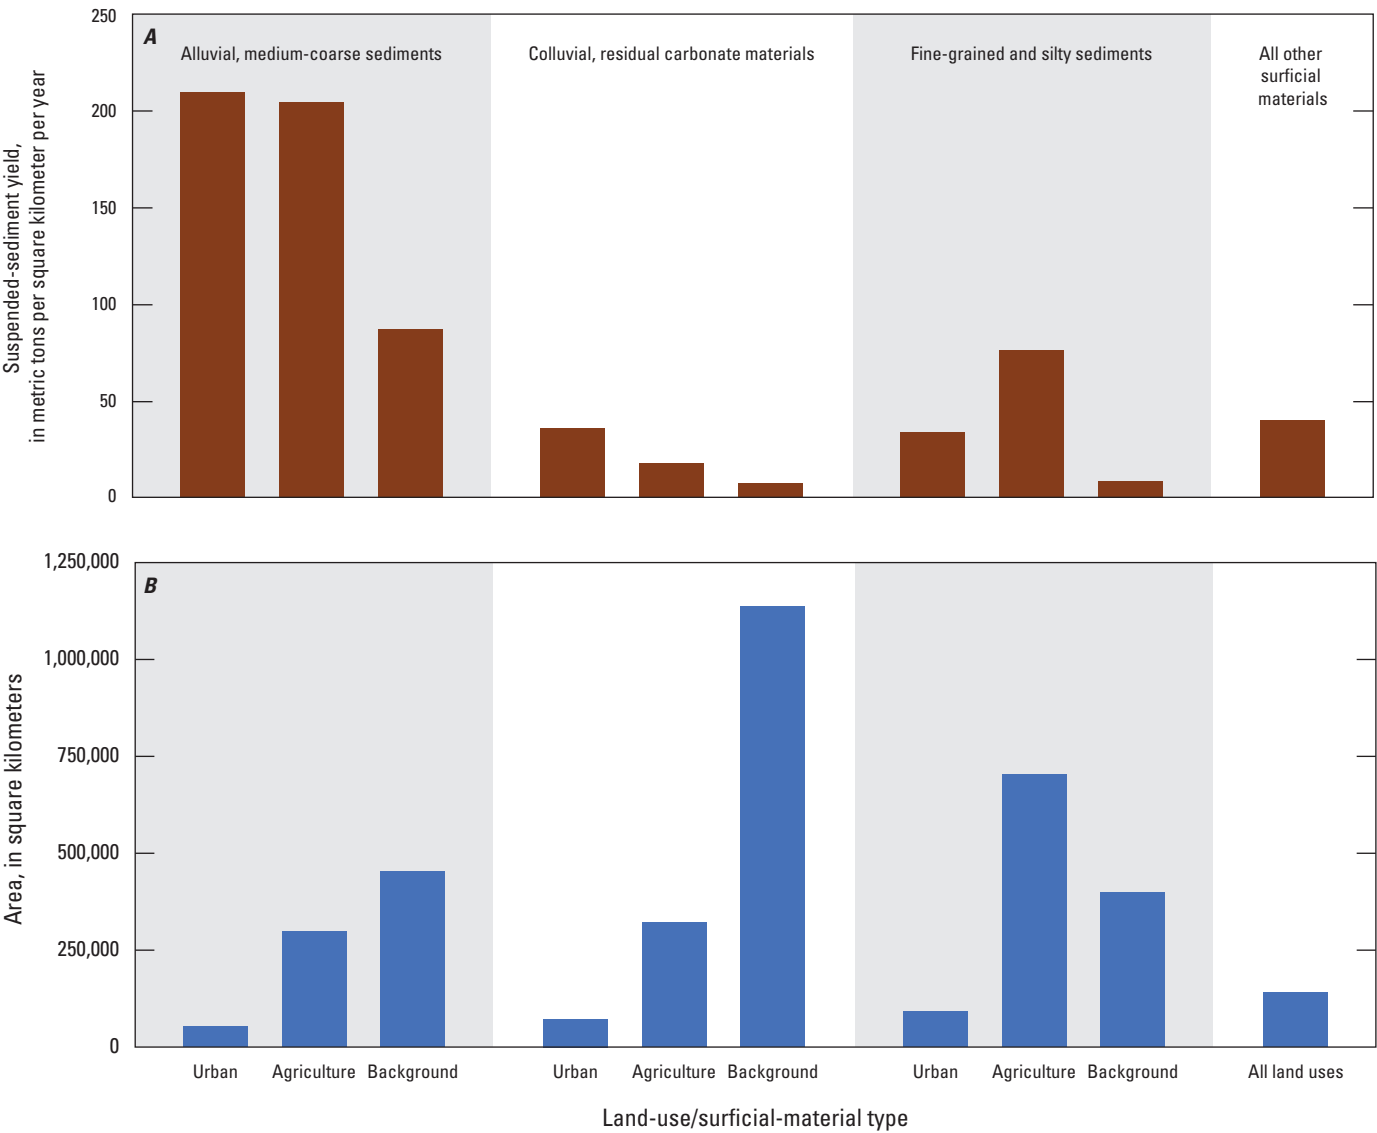 A
Alluvial, medium-coarse sediments
Colluvial, residual carbonate materials
Fine-grained and silty sediments
All other
surficial
materials
Suspended-sediment yield,
in metric tons per square kilometer per year
250
200
150
100
50
0
B
Area, in square kilometers
1,250,000
1,000,000
750,000
500,000
250,000
0
Urban Agriculture Background Urban Agriculture Background Urban Agriculture Background All land uses
Land-use/surficial-material type